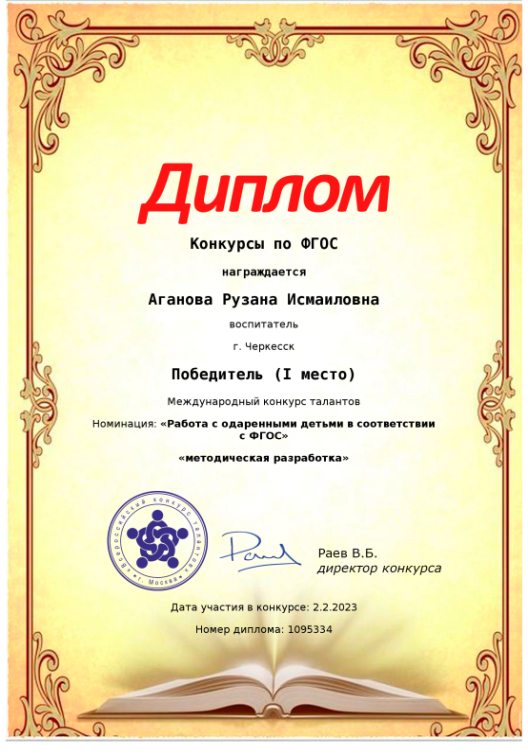 Диплом
Конкурсы по ФГОС
награждается
Аганова Рузана Исмаиловна
воспитатель
г. Черкесск
Победитель (I место)
Международный конкурс талантов
Номинация: «Работа с одаренными детьми в соответствии
с ФГОС»
«методическая разработка»
«Всероссийский конкурс талантов»
г. Москва
Раев В.Б.
директор конкурса
Дата участия в конкурсе: 2.2.2023
Номер диплома: 1095334